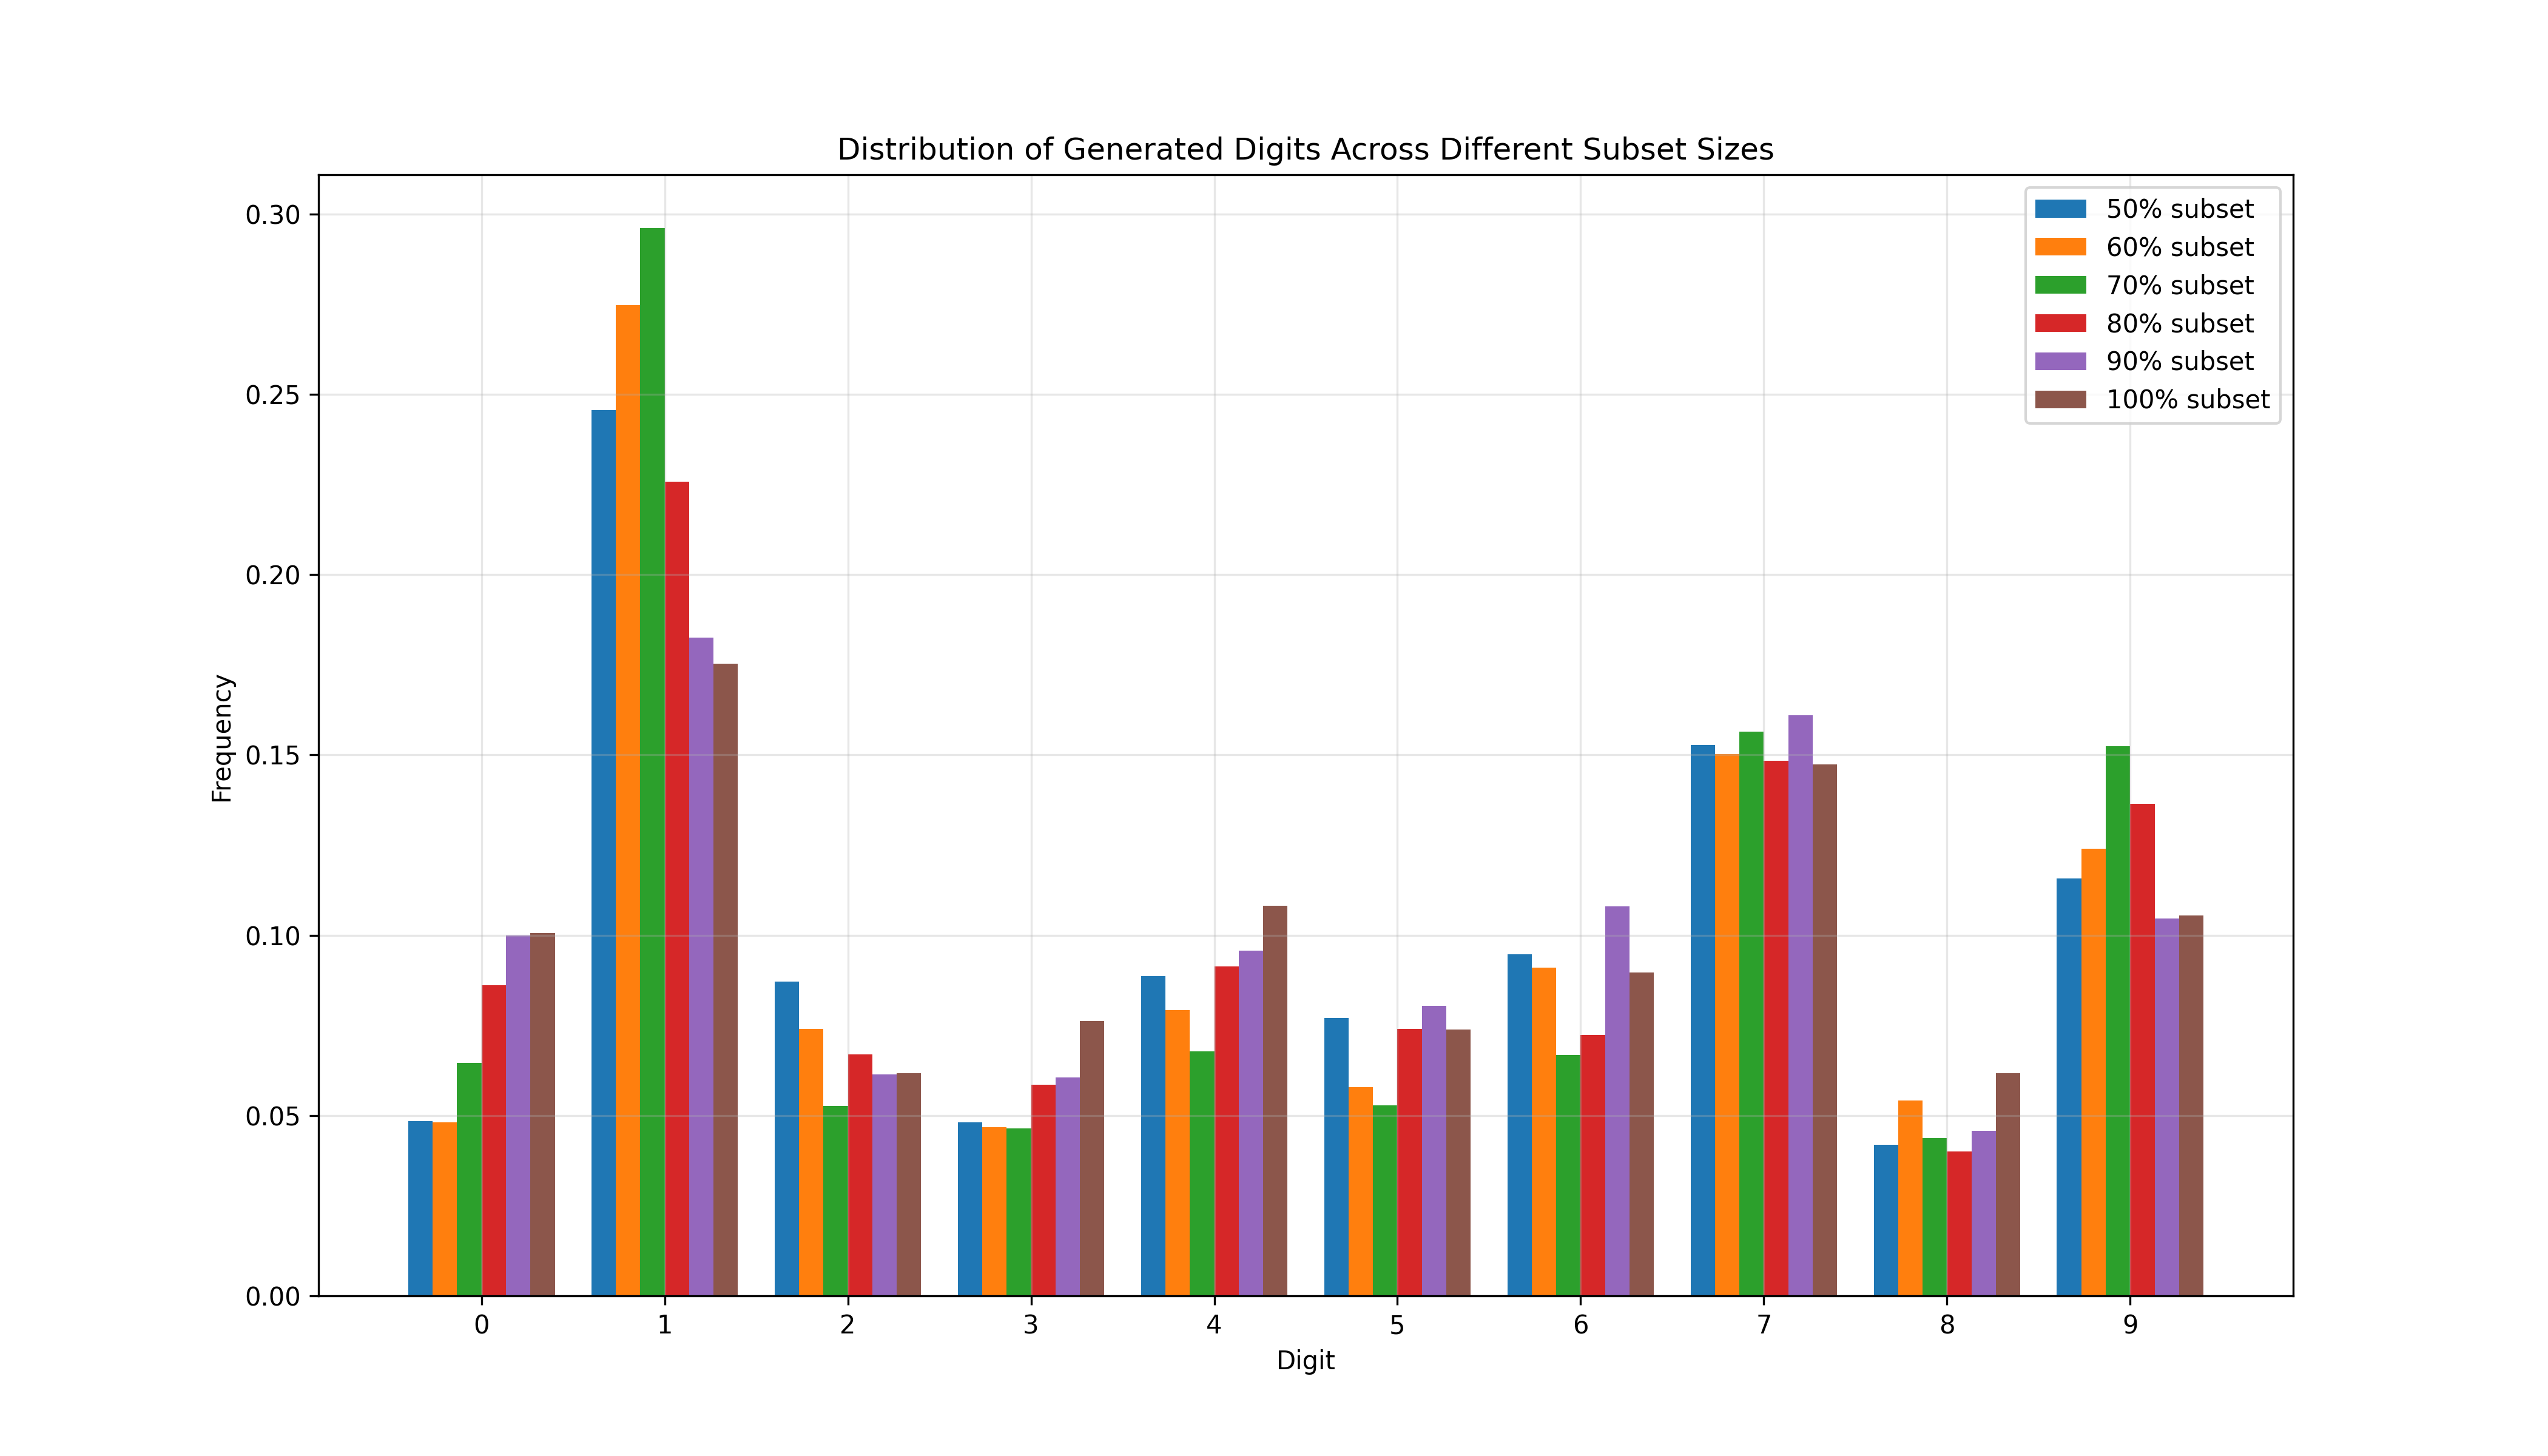 Distribution of Generated Digits Across Different Subset Sizes
0.30
0.25
0.20
0.15
0.10
0.05
0.00
Frequency
50% subset
60% subset
70% subset
80% subset
90% subset
100% subset
0 1 2 3 4 5 6 7 8 9
Digit